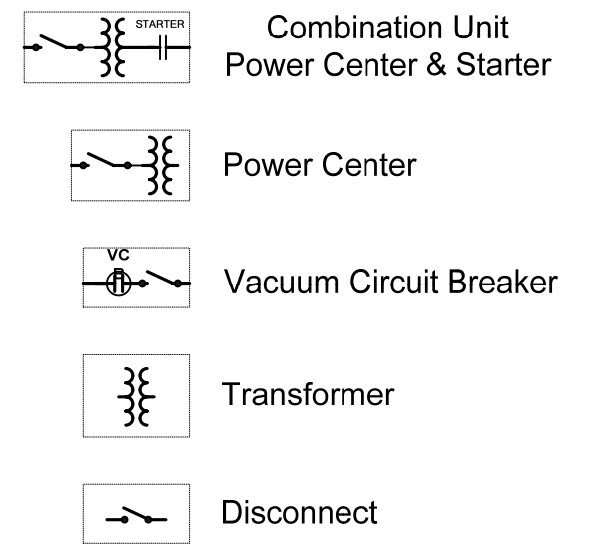 STARTER
Combination Unit
Power Center & Starter
Power Center
VC
Vacuum Circuit Breaker
Transformer
Disconnect